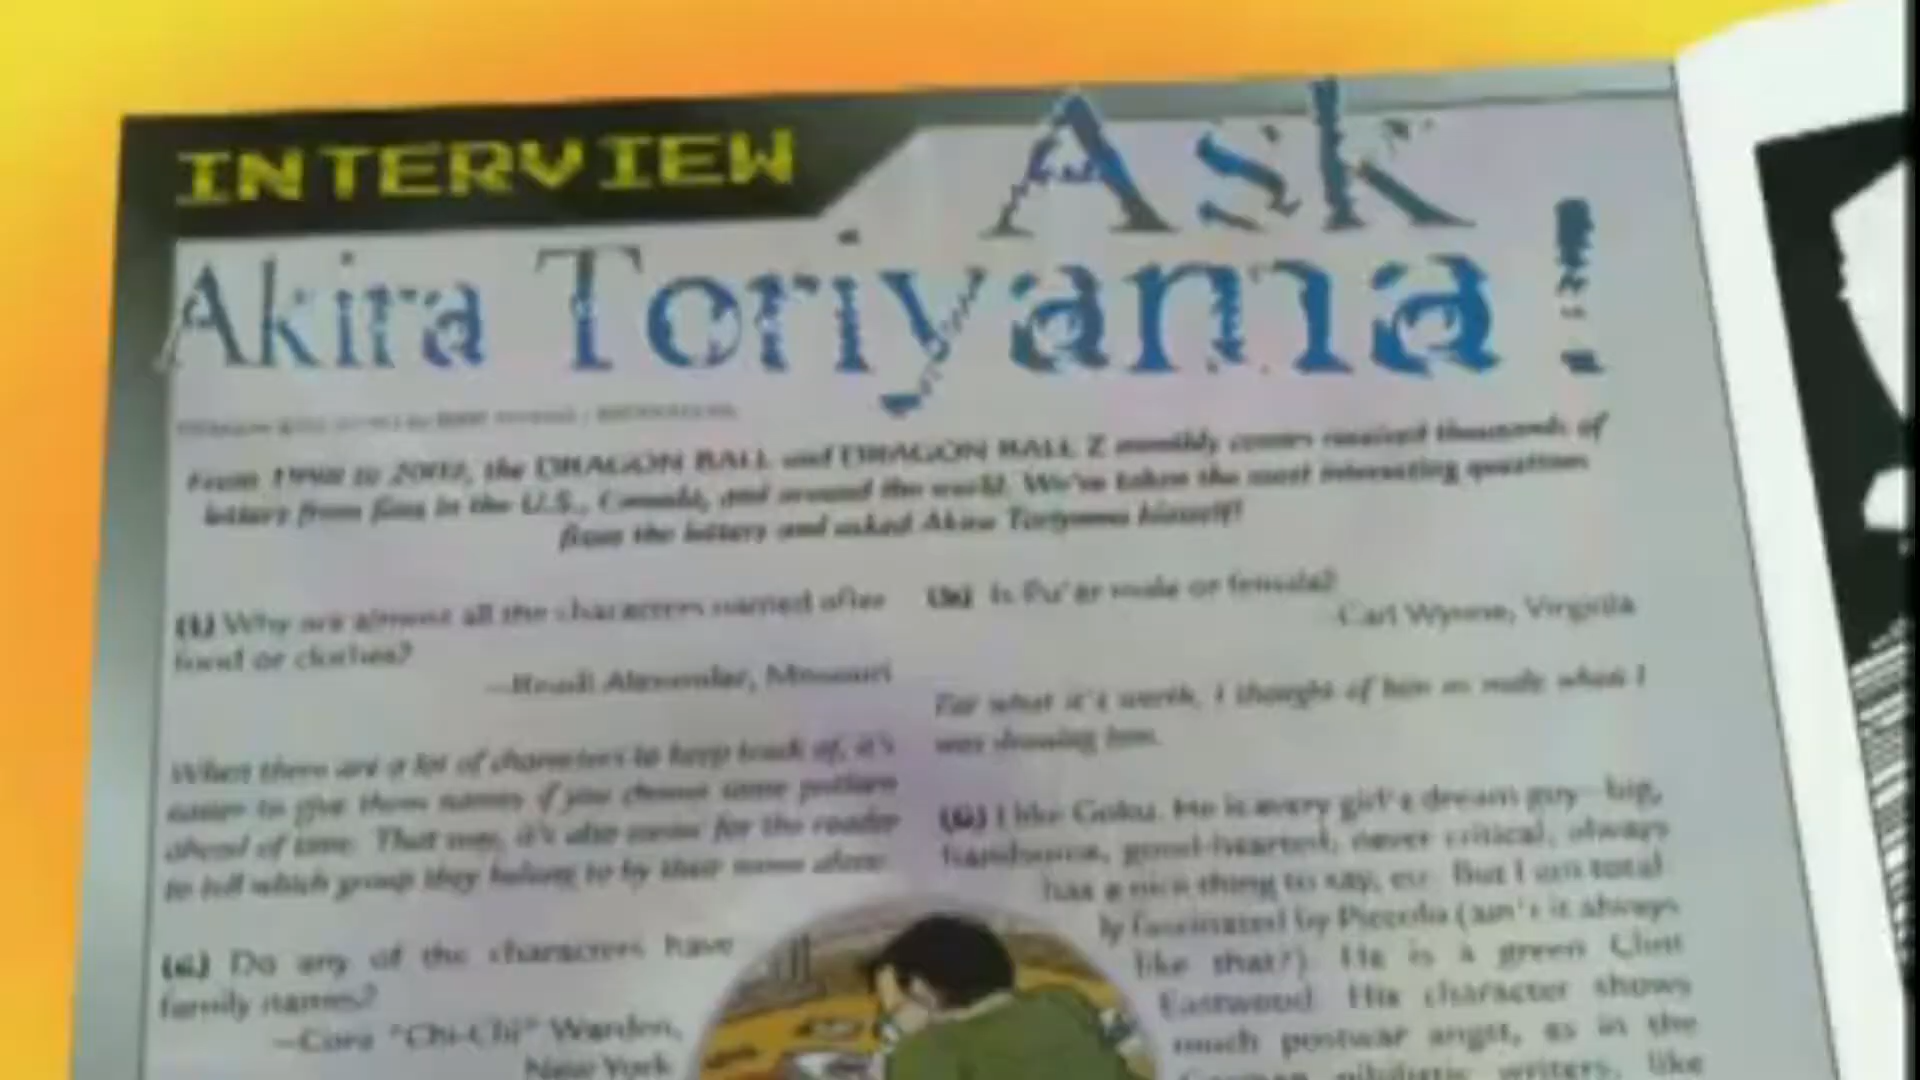 INTERVIEW
Ask
Akira Toriyama!
From 1998 to 2002, the DRAGON BALL and DRAGON BALL Z monthly comics received thousands of
letters from fans in the U.S., Canada, and around the world. We've taken the most interesting questions
from the letters and asked Akira Toriyama himself!
(1) Why are almost all the characters named after
food or clothes?
Alexander, Missouri
When there are a lot of characters to keep track of, it's
easier to give them names if you choose some pattern
ahead of time. That way, it's also easier for the reader
to tell which group they belong to by their name alone.
Do any of the characters have
family names?
—Cora "Chi-Chi" Warden,
New York
Is Pu'ar male or female?
-Carl Wynne, Virginia
For what it's worth, I thought of him as male when I
was drawing him.
(6) I like Goku. He is every girl's dream guy—big,
handsome, good-hearted, never critical, always
has a nice thing to say, etc. But I am total-
ly fascinated by Piccolo (ain't it always
like that?). He is a green Clint
Eastwood. His character shows
much postwar angst, as in the
German nihilistic writers, like